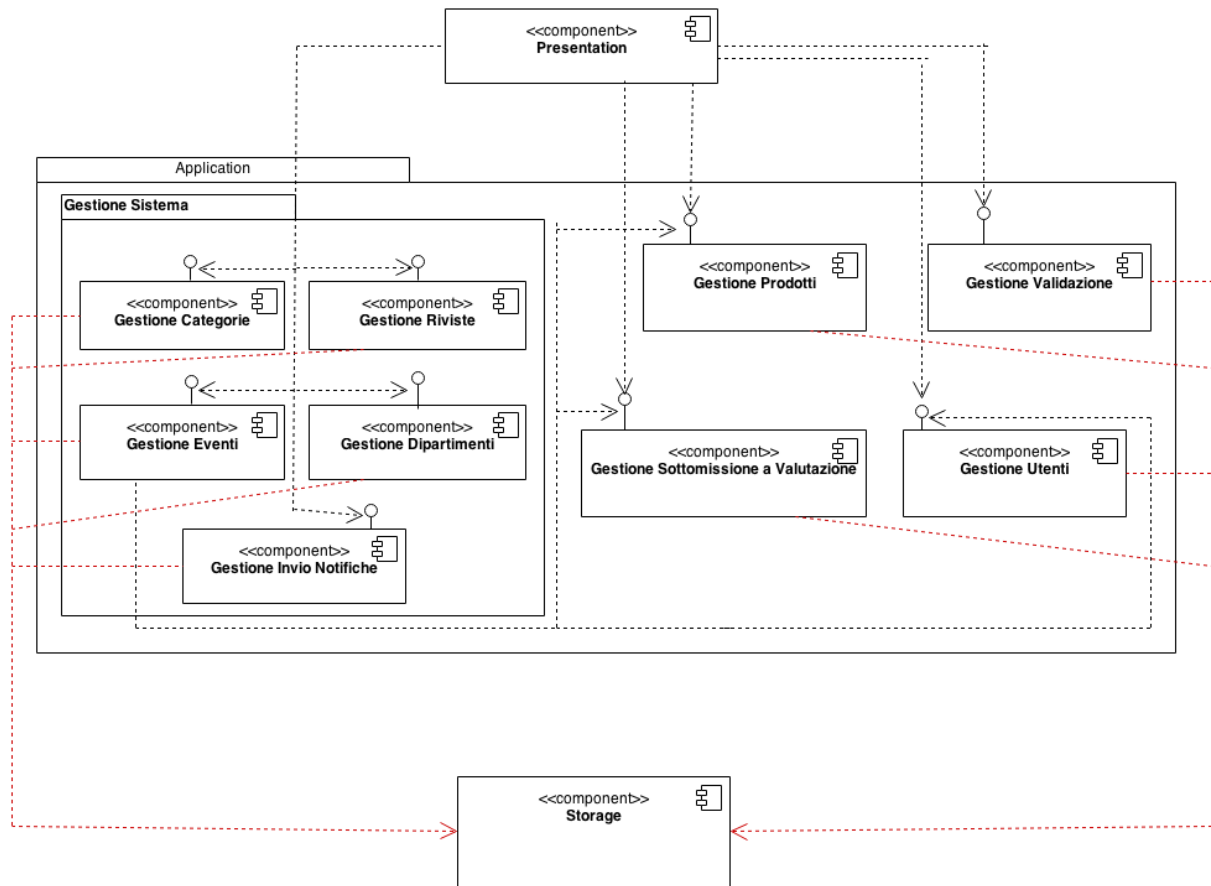 <<component>>
Presentation
Application
Gestione Sistema
<<component>>
Gestione Categorie
<<component>>
Gestione Riviste
<<component>>
Gestione Prodotti
<<component>>
Gestione Validazione
<<component>>
Gestione Eventi
<<component>>
Gestione Dipartimenti
<<component>>
Gestione Sottomissione a Valutazione
<<component>>
Gestione Utenti
<<component>>
Gestione Invio Notifiche
<<component>>
Storage